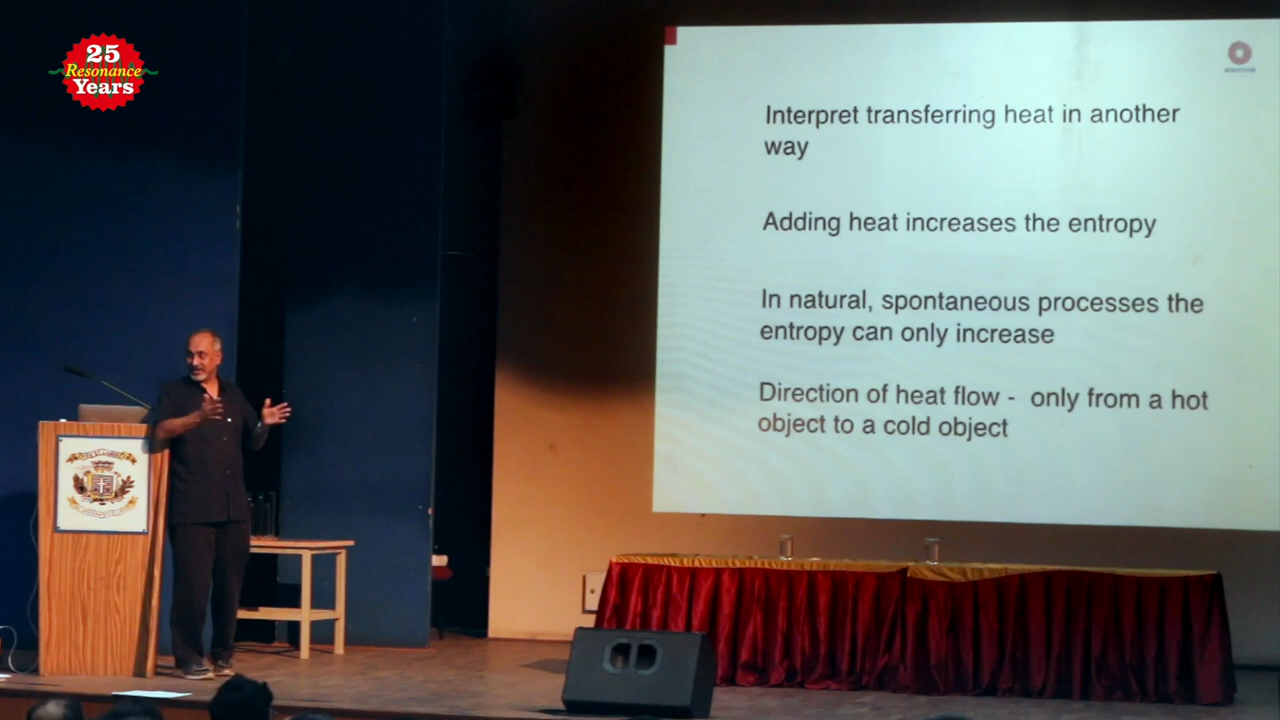 25
Resonance
Years
Interpret transferring heat in another
way
Adding heat increases the entropy
In natural, spontaneous processes the
entropy can only increase
Direction of heat flow - only from a hot
object to a cold object